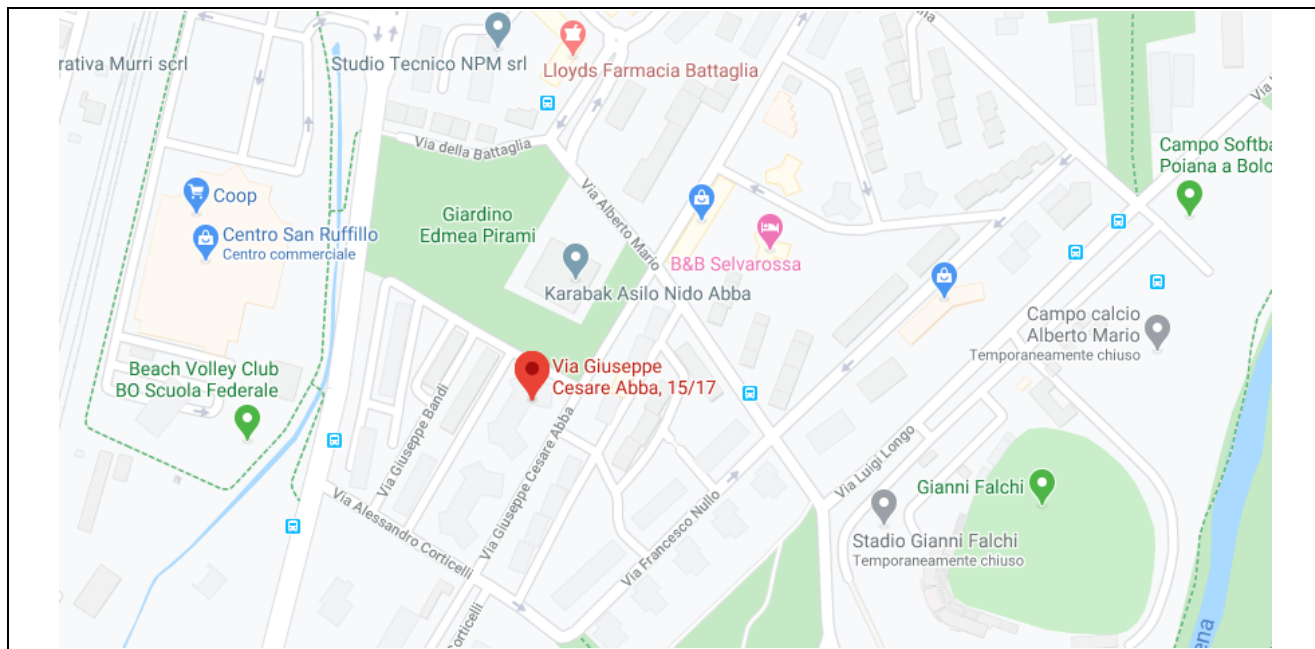 rativa Murri scrl
Studio Tecnico NPM srl
Lloyds Farmacia Battaglia
Via della Battaglia
Campo Softba
Poiana a Bolo
Coop
Giardino
Edmea Pirami
Via Alberto Mario
Centro San Ruffillo
Centro commerciale
B&B Selvarossa
Karabak Asilo Nido Abba
Campo calcio
Alberto Mario
Temporaneamente chiuso
Beach Volley Club
BO Scuola Federale
Via Giuseppe
Cesare Abba, 15/17
Via Giuseppe Bandi
Via Giuseppe Cesare Abba
Via Luigi Longo
Gianni Falchi
Via Alessandro Corticelli
Via Francesco Nullo
Stadio Gianni Falchi
Temporaneamente chiuso
orticelli
ena